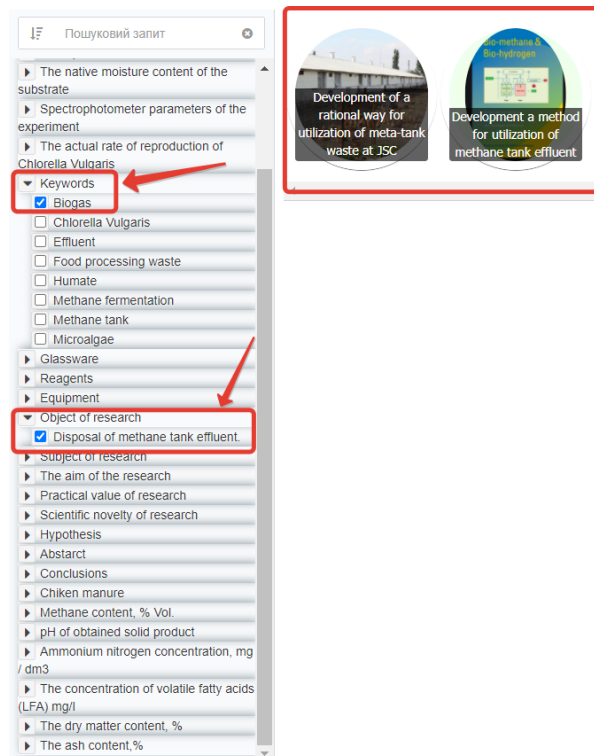 Пошуковий запит
The native moisture content of the
substrate
Spectrophotometer parameters of the
experiment
The actual rate of reproduction of
Chlorella Vulgaris
Keywords
Biogas
Chlorella Vulgaris
Effluent
Food processing waste
Humate
Methane fermentation
Methane tank
Microalgae
Glassware
Reagents
Equipment
Object of research
Disposal of methane tank effluent.
Subject of research
The aim of the research
Practical value of research
Scientific novelty of research
Hypothesis
Abstarct
Conclusions
Chiken manure
Methane content, % Vol.
pH of obtained solid product
Ammonium nitrogen concentration, mg
/ dm3
The concentration of volatile fatty acids
(LFA) mg/l
The dry matter content, %
The ash content,%
Development of a
rational way for
utilization of meta-tank
waste at JSC
Bio-methane &
Bio-hydrogen
Development a method
for utilization of
methane tank effluent